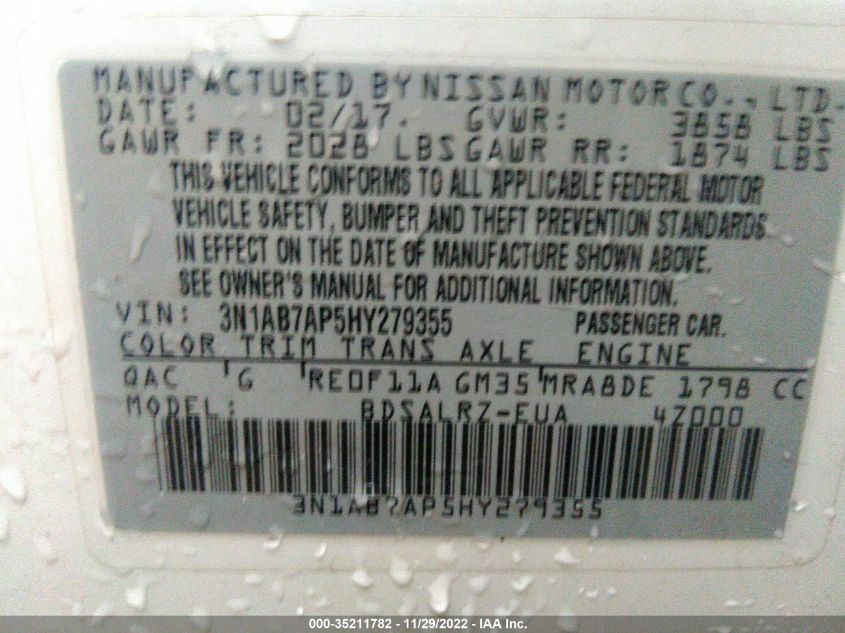 MANUFACTURED BY NISSAN MOTOR CO., LTD.
DATE: 02/17. GVWR: 3858 LBS
GAWR FR: 2028 LBS GAWR RR: 1874 LBS
THIS VEHICLE CONFORMS TO ALL APPLICABLE FEDERAL MOTOR
VEHICLE SAFETY, BUMPER AND THEFT PREVENTION STANDARDS
IN EFFECT ON THE DATE OF MANUFACTURE SHOWN ABOVE.
SEE OWNER'S MANUAL FOR ADDITIONAL INFORMATION.
VIN: 3N1AB7AP5HY279355 PASSENGER CAR.
COLOR TRIM TRANS AXLE ENGINE
QAC G RE0F11A GM35 MRA8DE 1798 CC
MODEL: BDSALRZ-EUA 4Z000
3N1AB7AP5HY279355
000-35211782 - 11/29/2022 - IAA Inc.